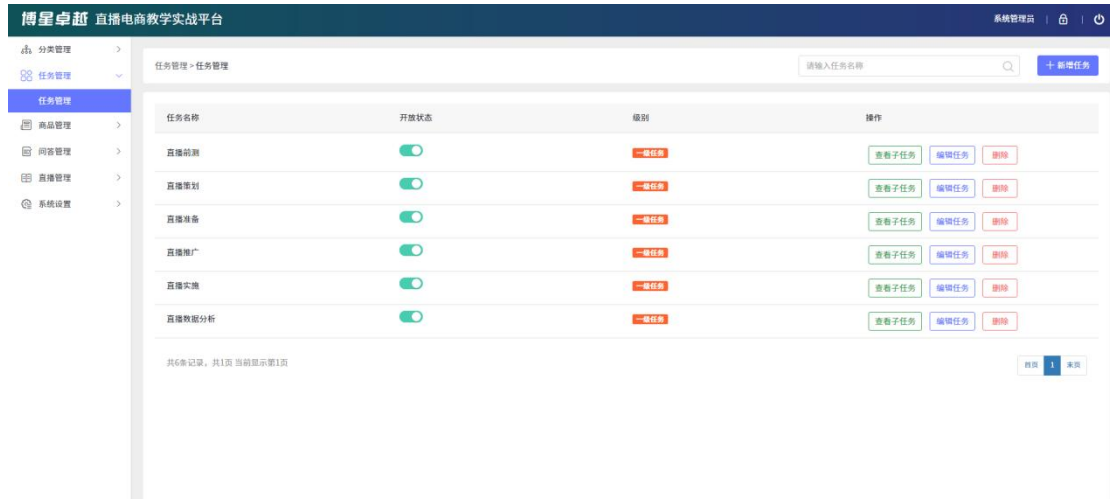 博星卓越 直播电商教学实战平台
系统管理员
分类管理
任务管理
任务管理
商品管理
问答管理
直播管理
系统设置
任务管理 > 任务管理
请输入任务名称
新增任务
任务名称 开放状态 级别 操作
直播前测 一级任务 查看子任务 编辑任务 删除
直播策划 一级任务 查看子任务 编辑任务 删除
直播准备 一级任务 查看子任务 编辑任务 删除
直播推广 一级任务 查看子任务 编辑任务 删除
直播实施 一级任务 查看子任务 编辑任务 删除
直播数据分析 一级任务 查看子任务 编辑任务 删除
共6条记录，共1页 当前显示第1页
首页 1 末页